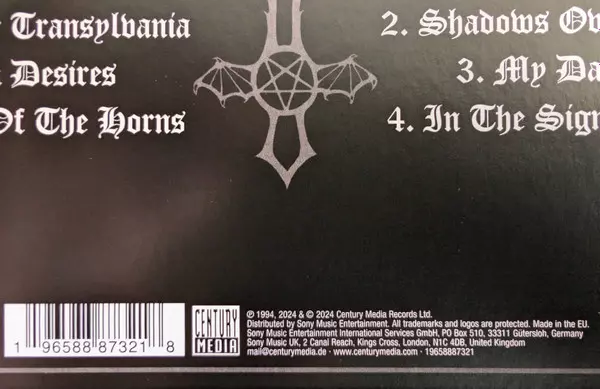 Transylvania
2. Shadows Ov
Desires
3. My Da
Of The Horns
4. In The Sign
1 96588 87321 8
CENTURY
MEDIA
℗ 1994, 2024 & © 2024 Century Media Records Ltd.
Distributed by Sony Music Entertainment. All trademarks and logos are protected. Made in the EU.
Sony Music Entertainment International Services GmbH, PO Box 510, 33311 Gütersloh, Germany
Sony Music UK, 2 Canal Reach, Kings Cross, London, N1C 4DB, United Kingdom
mail@centurymedia.de · www.centurymedia.com · 19658887321